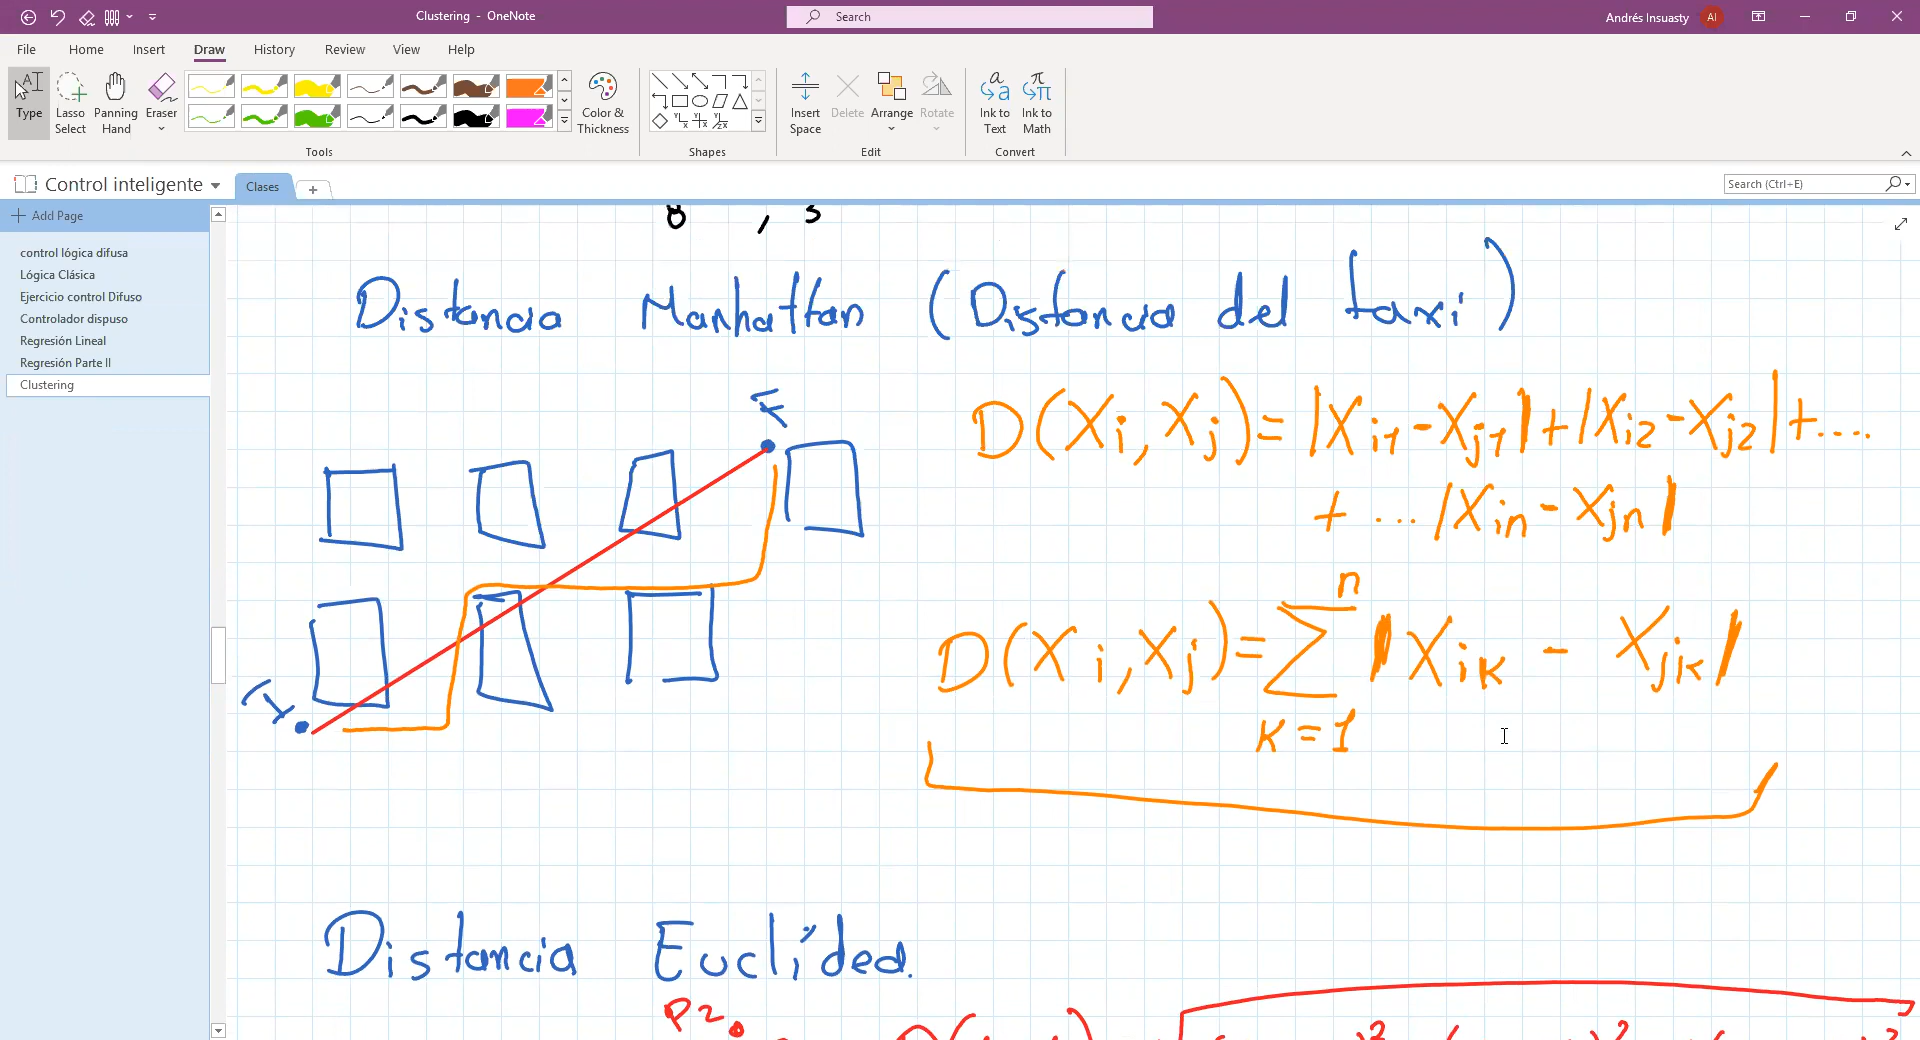 Clustering - OneNote
Search
Andrés Insuasty
AI
File Home Insert Draw History Review View Help
Type
Lasso Select
Panning Hand
Eraser
Color & Thickness
Insert Space
Delete
Arrange
Rotate
Ink to Text
Ink to Math
Tools
Shapes
Edit
Convert
Control inteligente
Clases
Search (Ctrl+E)
Add Page
control lógica difusa
Lógica Clásica
Ejercicio control Difuso
Controlador dispuso
Regresión Lineal
Regresión Parte II
Clustering
8 , 3
Distancia Manhattan (Distancia del taxi)
F
D(Xi, Xj) = |Xi1 - Xj1| + |Xi2 - Xj2| + ....
+ ... |Xin - Xjn|
n
D(Xi, Xj) = ∑ |Xik - Xjk|
K = 1
I
Distancia Euclídea.
P2